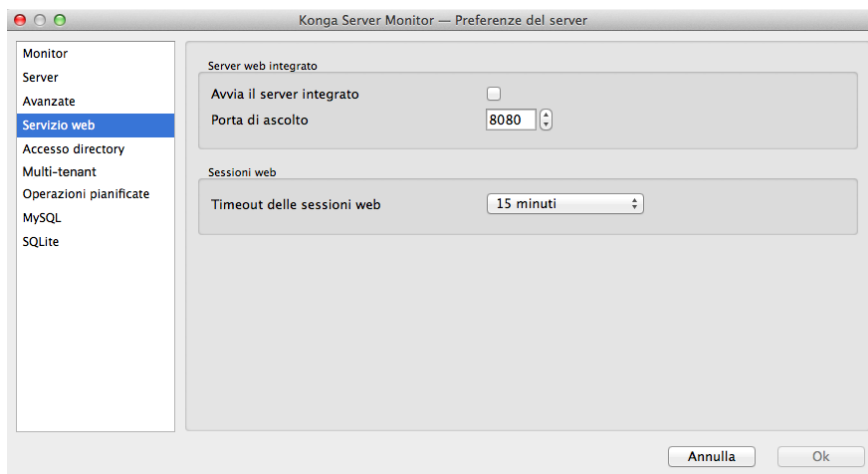 Konga Server Monitor — Preferenze del server
Monitor
Server
Avanzate
Servizio web
Accesso directory
Multi-tenant
Operazioni pianificate
MySQL
SQLite
Server web integrato
Avvia il server integrato
Porta di ascolto
8080
Sessioni web
Timeout delle sessioni web
15 minuti
Annulla
Ok